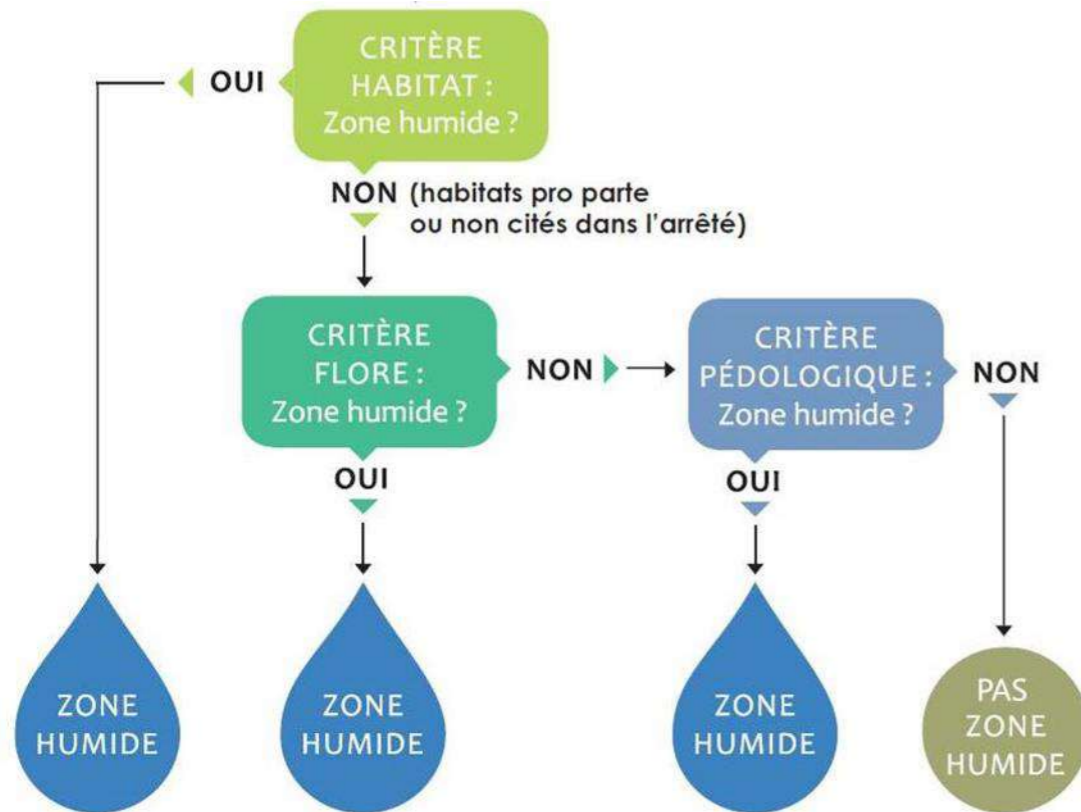 CRITÈRE
HABITAT :
Zone humide ?
OUI
NON (habitats pro parte
ou non cités dans l'arrêté)
CRITÈRE
FLORE :
Zone humide ?
NON
CRITÈRE
PÉDOLOGIQUE :
Zone humide ?
NON
OUI
OUI
ZONE
HUMIDE
ZONE
HUMIDE
ZONE
HUMIDE
PAS
ZONE
HUMIDE